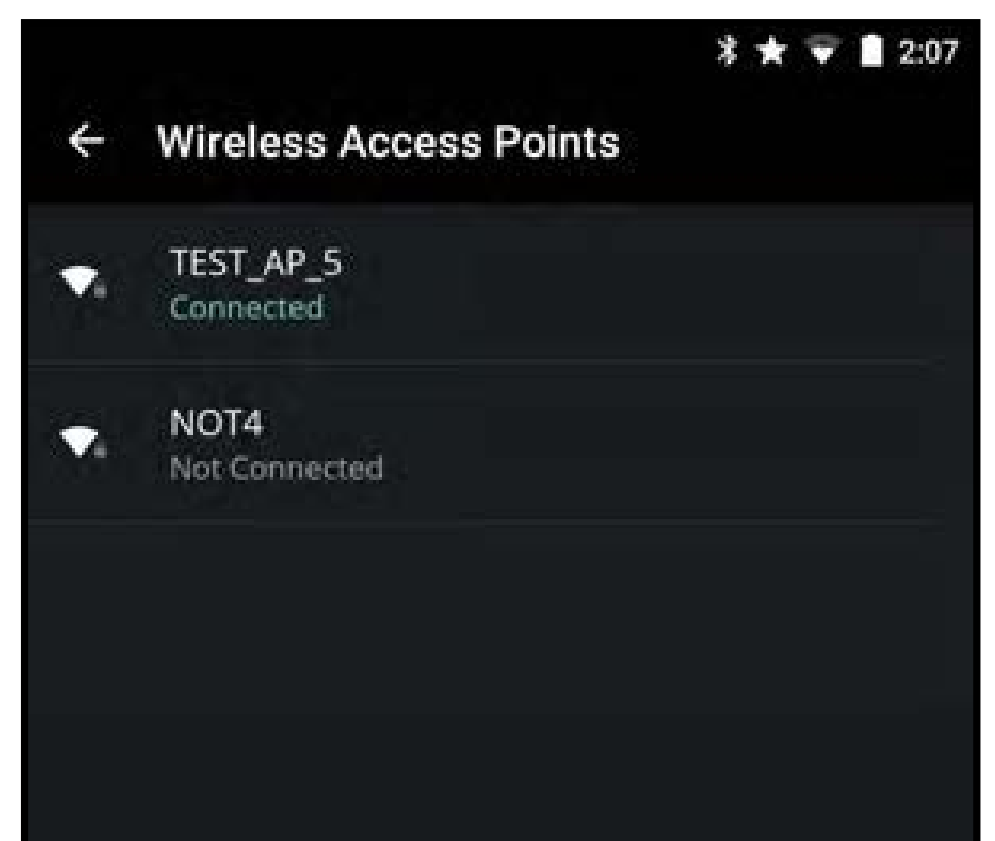 2:07
Wireless Access Points
TEST_AP_5
Connected
NOT4
Not Connected